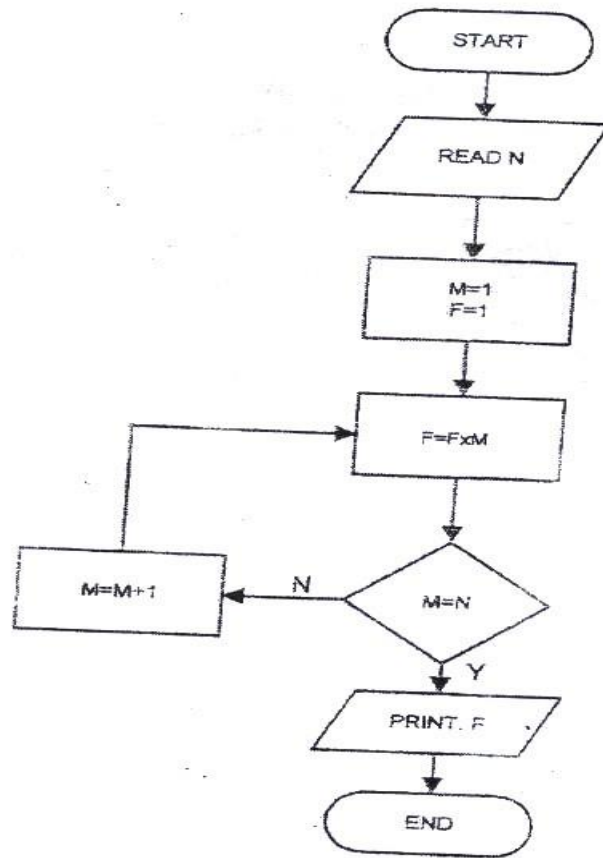 START
READ N
M=1
F=1
F=FxM
M=M+1
N
M=N
Y
PRINT. F
END